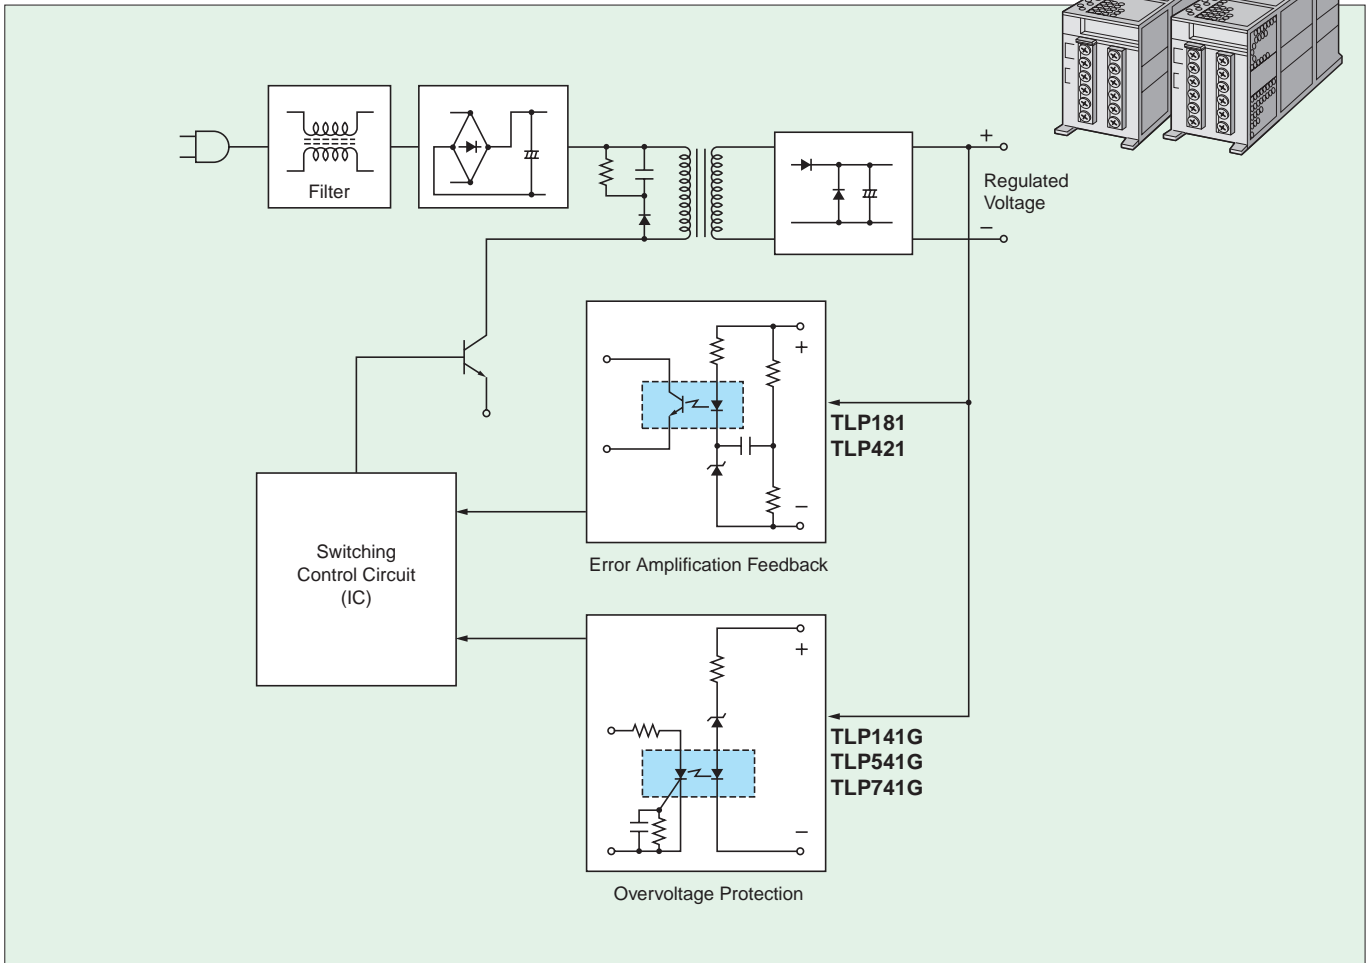 Filter
+
Regulated
Voltage
−
+
TLP181
TLP421
−
Error Amplification Feedback
Switching
Control Circuit
(IC)
+
TLP141G
TLP541G
TLP741G
−
Overvoltage Protection